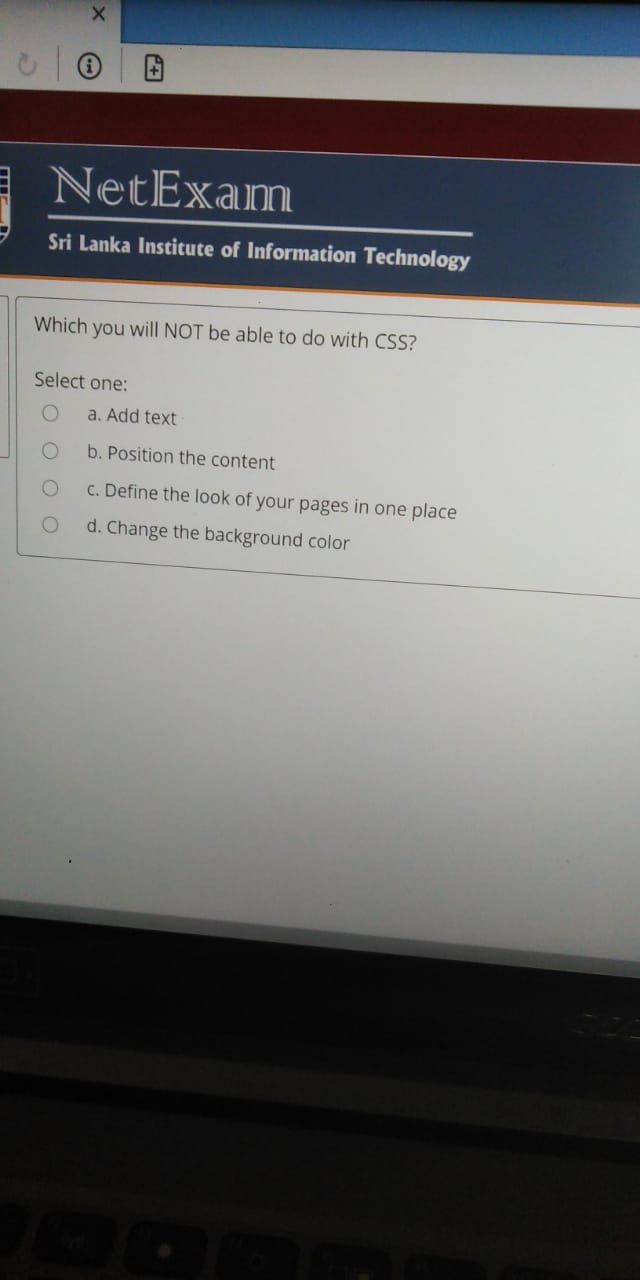 NetExam
Sri Lanka Institute of Information Technology
Which you will NOT be able to do with CSS?
Select one:
a. Add text
b. Position the content
c. Define the look of your pages in one place
d. Change the background color